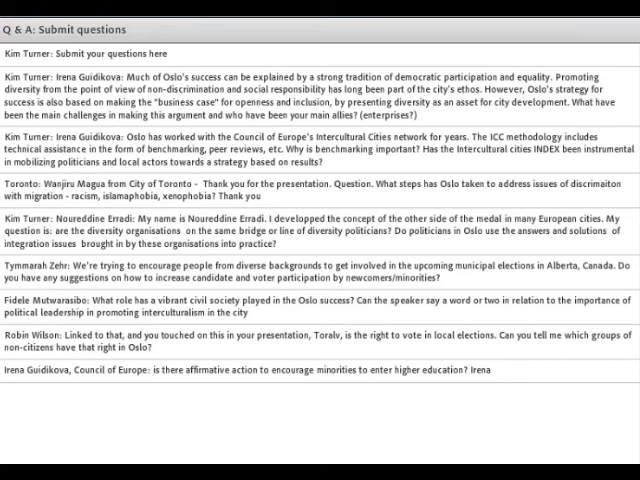 Q & A: Submit questions
Kim Turner: Submit your questions here
Kim Turner: Irena Guidikova: Much of Oslo's success can be explained by a strong tradition of democratic participation and equality. Promoting
diversity from the point of view of non-discrimination and social responsibility has long been part of the city's ethos. However, Oslo's strategy for
success is also based on making the "business case" for openness and inclusion, by presenting diversity as an asset for city development. What have
been the main challenges in making this argument and who have been your main allies? (enterprises?)
Kim Turner: Irena Guidikova: Oslo has worked with the Council of Europe's Intercultural Cities network for years. The ICC methodology includes
technical assistance in the form of benchmarking, peer reviews, etc. Why is benchmarking important? Has the Intercultural cities INDEX been instrumental
in mobilizing politicians and local actors towards a strategy based on results?
Toronto: Wanjiru Magua from City of Toronto - Thank you for the presentation. Question. What steps has Oslo taken to address issues of discrimaiton
with migration - racism, islamaphobia, xenophobia? Thank you
Kim Turner: Noureddine Erradi: My name is Noureddine Erradi. I developped the concept of the other side of the medal in many European cities. My
question is: are the diversity organisations on the same bridge or line of diversity politicians? Do politicians in Oslo use the answers and solutions of
integration issues brought in by these organisations into practice?
Tymmarah Zehr: We're trying to encourage people from diverse backgrounds to get involved in the upcoming municipal elections in Alberta, Canada. Do
you have any suggestions on how to increase candidate and voter participation by newcomers/minorities?
Fidele Mutwarasibo: What role has a vibrant civil society played in the Oslo success? Can the speaker say a word or two in relation to the importance of
political leadership in promoting interculturalism in the city
Robin Wilson: Linked to that, and you touched on this in your presentation, Toralv, is the right to vote in local elections. Can you tell me which groups of
non-citizens have that right in Oslo?
Irena Guidikova, Council of Europe: is there affirmative action to encourage minorities to enter higher education? Irena